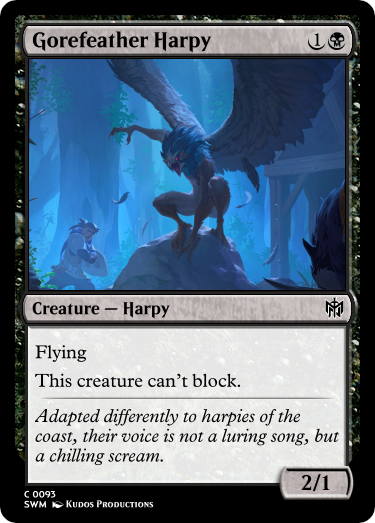 Gorefeather Harpy 1
Creature — Harpy
Flying
This creature can't block.
Adapted differently to harpies of the
coast, their voice is not a luring song, but
a chilling scream.
2/1
C 0093
SWM Kudos Productions